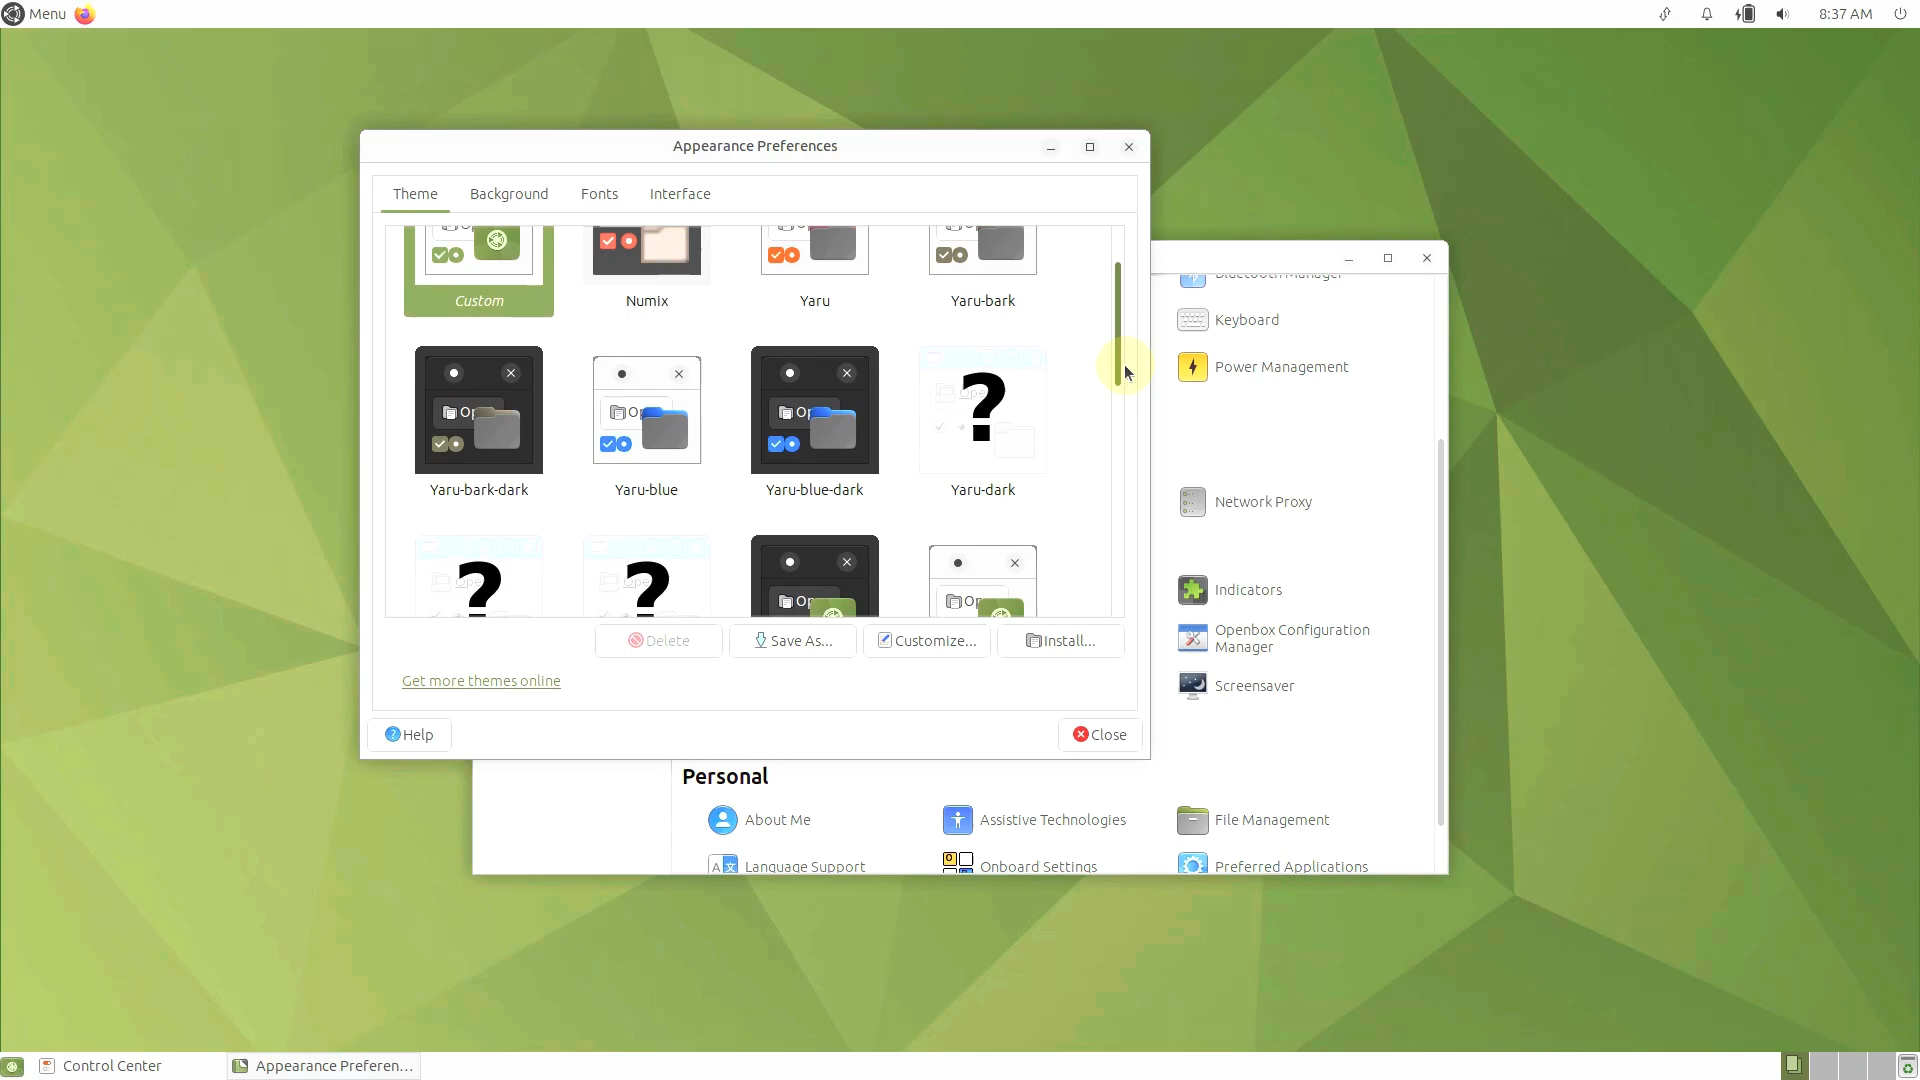 Menu
8:37 AM
Appearance Preferences
Theme Background Fonts Interface
Custom Numix Yaru Yaru-bark
Yaru-bark-dark Yaru-blue Yaru-blue-dark Yaru-dark
Delete Save As... Customize... Install...
Get more themes online
Help Close
Bluetooth Manager
Keyboard
Power Management
Network Proxy
Indicators
Openbox Configuration
Manager
Screensaver
Personal
About Me Assistive Technologies File Management
Language Support Onboard Settings Preferred Applications
Control Center Appearance Preferen...